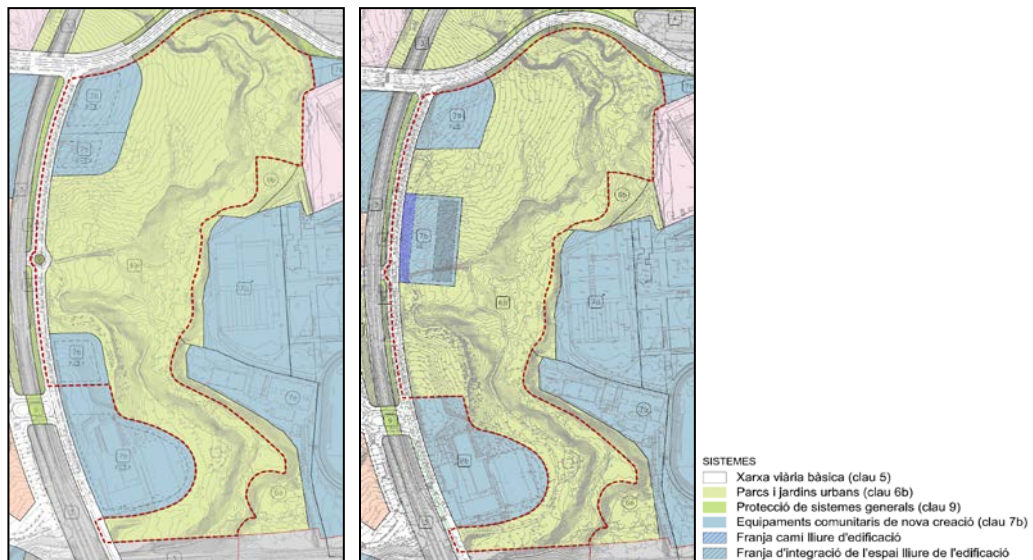 SISTEMES
Xarxa viària bàsica (clau 5)
Parcs i jardins urbans (clau 6b)
Protecció de sistemes generals (clau 9)
Equipaments comunitaris de nova creació (clau 7b)
Franja camí lliure d'edificació
Franja d'integració de l'espai lliure de l'edificació